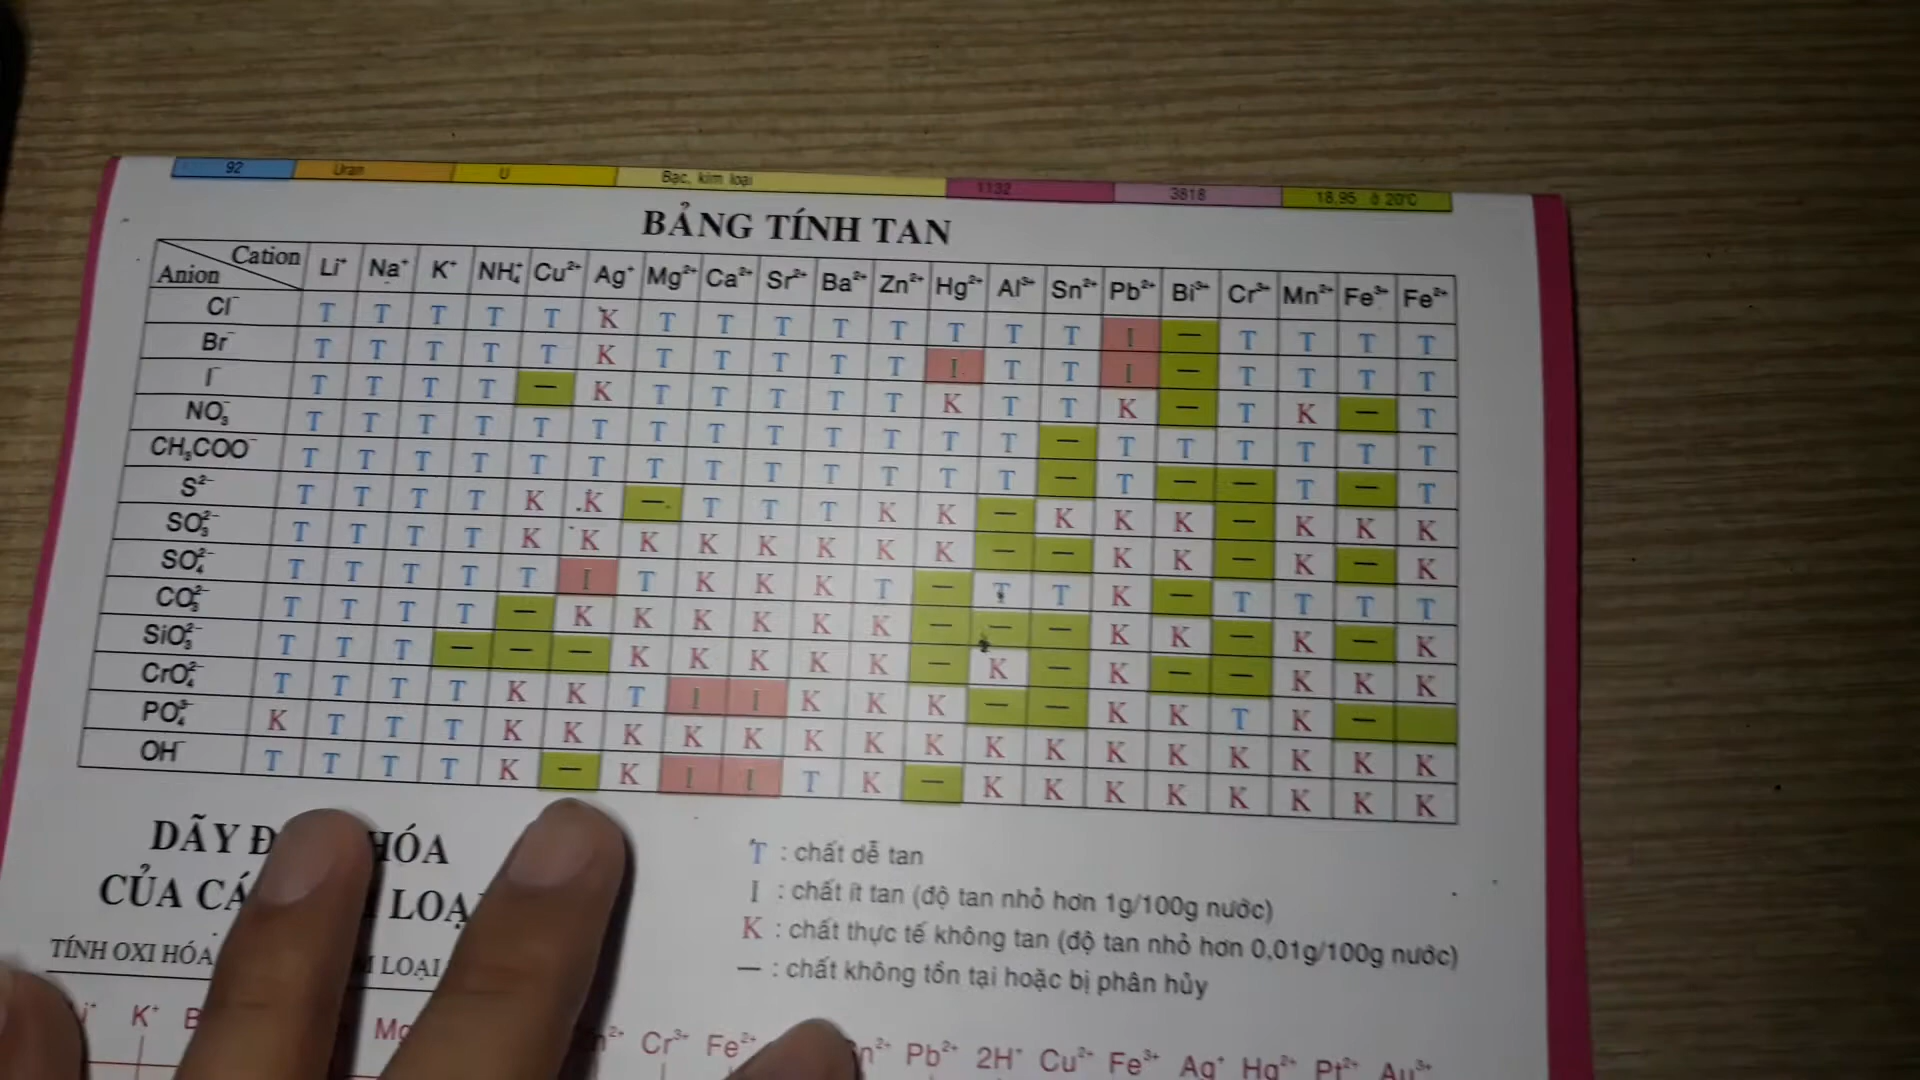 92 Uran U Bạc, kim loại 1132 3818 18,95 ở 20°C
BẢNG TÍNH TAN
Cation
Anion Li⁺ Na⁺ K⁺ NH₄⁺ Cu²⁺ Ag⁺ Mg²⁺ Ca²⁺ Sr²⁺ Ba²⁺ Zn²⁺ Hg²⁺ Al³⁺ Sn²⁺ Pb²⁺ Bi³⁺ Cr³⁺ Mn²⁺ Fe³⁺ Fe²⁺
Cl⁻ T T T T T K T T T T T T T T I — T T T T
Br⁻ T T T T T K T T T T T I T T I — T T T T
I⁻ T T T T — K T T T T T K T T K — T K — T
NO₃⁻ T T T T T T T T T T T T T — T T T T T T
CH₃COO⁻ T T T T T T T T T T T T T — T — — T — T
S²⁻ T T T T K K — T T T K K — K K K — K K K
SO₃²⁻ T T T T K K K K K K K K — — K K — K — K
SO₄²⁻ T T T T T I T K K K T — T T K — T T T T
CO₃²⁻ T T T T — K K K K K K — — — K K — K — K
SiO₃²⁻ T T T — — — K K K K K — K — K — — K K K
CrO₄²⁻ T T T T K K T I I K K K — — K K T K —
PO₄³⁻ K T T T K K K K K K K K K K K K K K K K
OH⁻ T T T T K — K I I T K — K K K K K K K K
DÃY Đ HÓA
CỦA CÁ LOẠ
TÍNH OXI HÓA M LOẠI
T : chất dễ tan
I : chất ít tan (độ tan nhỏ hơn 1g/100g nước)
K : chất thực tế không tan (độ tan nhỏ hơn 0,01g/100g nước)
— : chất không tồn tại hoặc bị phân hủy
K⁺ B Mg Cr³⁺ Fe²⁺ Pb²⁺ 2H⁺ Cu²⁺ Fe³⁺ Ag⁺ Hg²⁺ Pt²⁺ Au³⁺